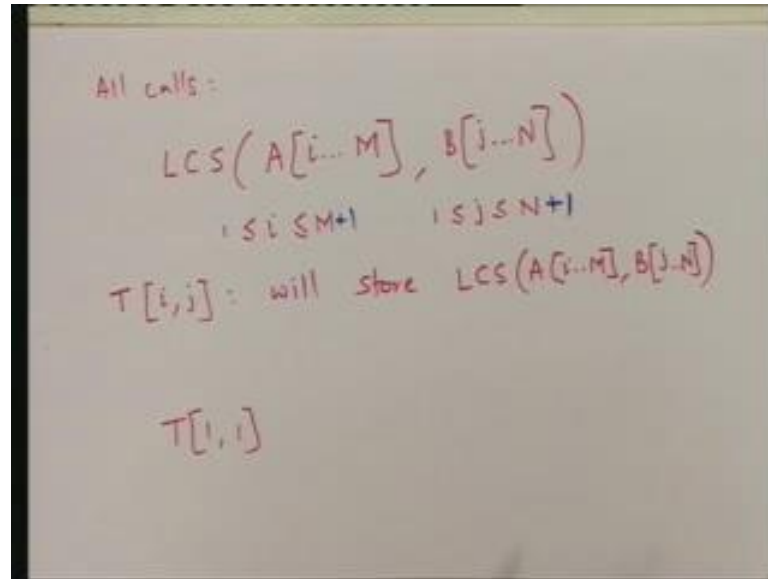 All calls:
LCS(A[i...M], B[j...N])
1 ≤ i ≤ M+1 1 ≤ j ≤ N+1
T[i,j]: will store LCS(A[i..M], B[j..N])
T[1,1]